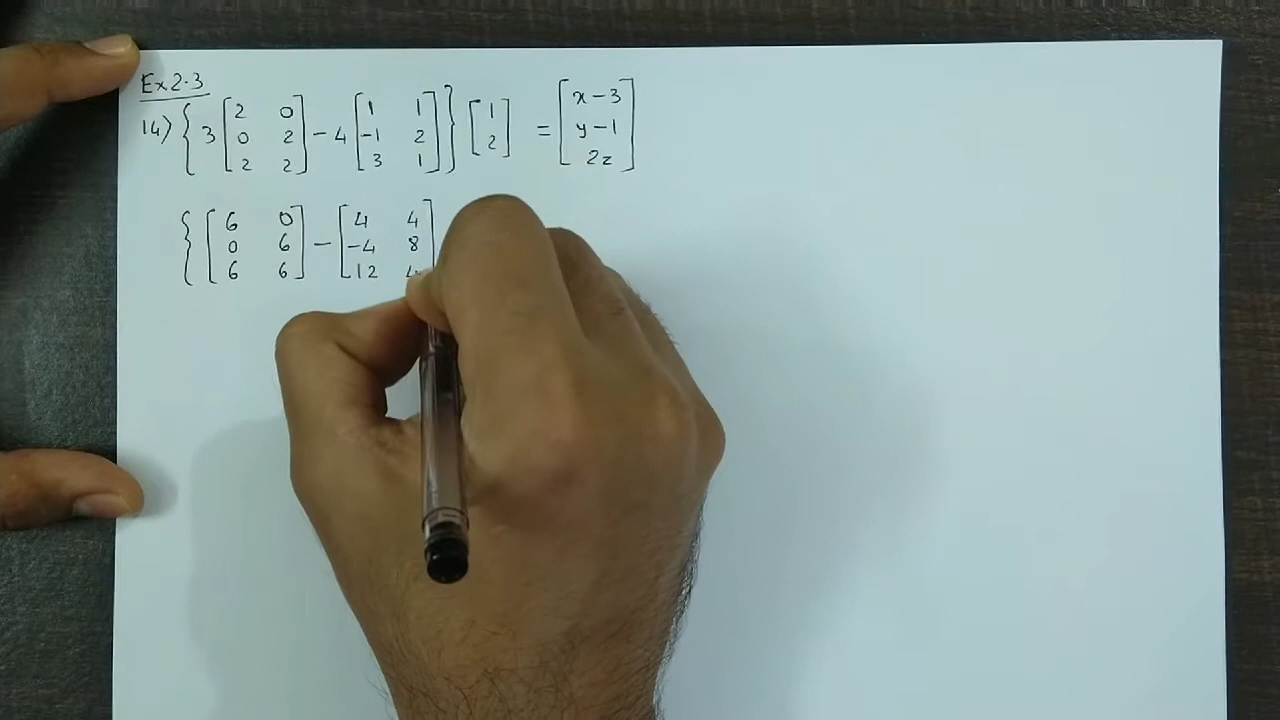 Ex 2.3
14) { 3 [2 0; 0 2; 2 2] - 4 [1 1; -1 2; 3 1] } [1; 2] = [x-3; y-1; 2z]
{ [6 0; 0 6; 6 6] - [4 4; -4 8; 12 4]